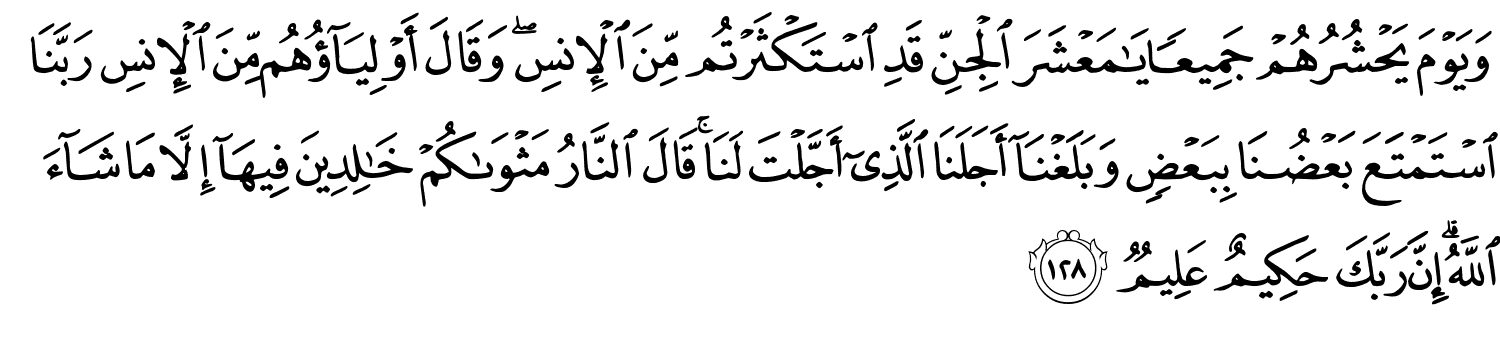 وَيَوْمَ يَحْشُرُهُمْ جَمِيعًا يَٰمَعْشَرَ ٱلْجِنِّ قَدِ ٱسْتَكْثَرْتُم مِّنَ ٱلْإِنسِ ۖ وَقَالَ أَوْلِيَآؤُهُم مِّنَ ٱلْإِنسِ رَبَّنَا
ٱسْتَمْتَعَ بَعْضُنَا بِبَعْضٍ وَبَلَغْنَآ أَجَلَنَا ٱلَّذِىٓ أَجَّلْتَ لَنَا ۚ قَالَ ٱلنَّارُ مَثْوَىٰكُمْ خَٰلِدِينَ فِيهَآ إِلَّا مَا شَآءَ
ٱللَّهُ ۗ إِنَّ رَبَّكَ حَكِيمٌ عَلِيمٌ ١٢٨